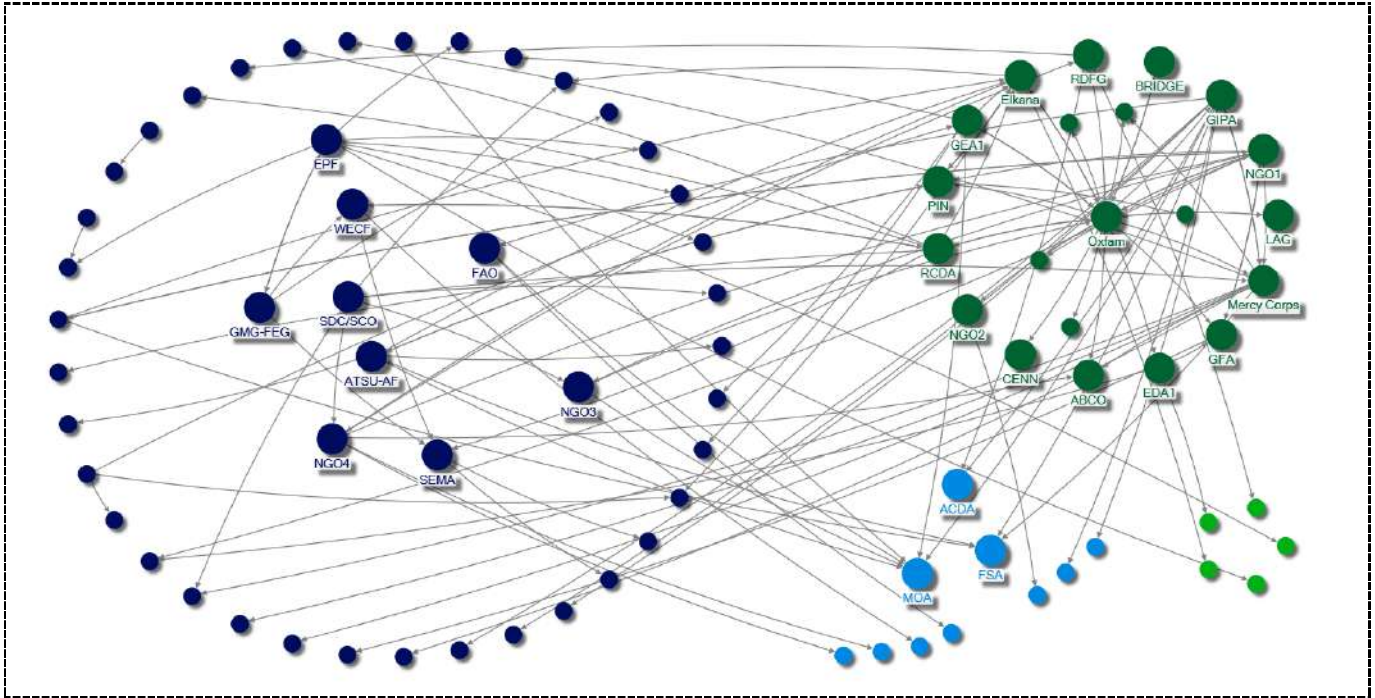 RDFG
BRIDGE
Elkana
GIPA
GEA1
EPF
NGO1
PIN
WECF
Oxfam
LAG
RCDA
FAO
Mercy Corps
SDC/SCO
GMG-FEG
NGO2
GFA
ATSU-AF
CENN
EDA1
ABCO
NGO3
NGO4
SEMA
ACDA
FSA
MOA